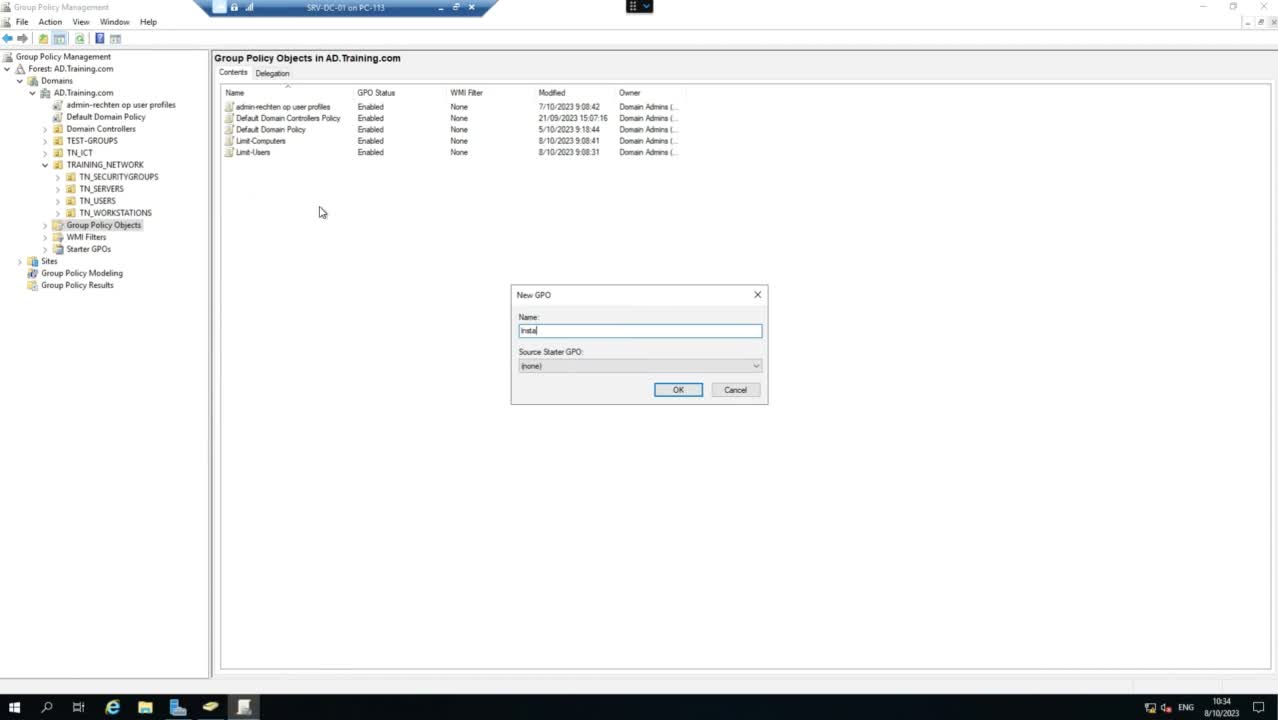 Group Policy Management
SRV-DC-01 on PC-113
File Action View Window Help
Group Policy Management
Forest: AD.Training.com
Domains
AD.Training.com
admin-rechten op user profiles
Default Domain Policy
Domain Controllers
TEST-GROUPS
TN_ICT
TRAINING_NETWORK
TN_SECURITYGROUPS
TN_SERVERS
TN_USERS
TN_WORKSTATIONS
Group Policy Objects
WMI Filters
Starter GPOs
Sites
Group Policy Modeling
Group Policy Results
Group Policy Objects in AD.Training.com
Contents Delegation
Name GPO Status WMI Filter Modified Owner
admin-rechten op user profiles Enabled None 7/10/2023 9:08:42 Domain Admins (...
Default Domain Controllers Policy Enabled None 21/09/2023 15:07:16 Domain Admins (...
Default Domain Policy Enabled None 5/10/2023 9:18:44 Domain Admins (...
Limit-Computers Enabled None 8/10/2023 9:08:41 Domain Admins (...
Limit-Users Enabled None 8/10/2023 9:08:31 Domain Admins (...
New GPO
Name:
Insta
Source Starter GPO:
(none)
OK Cancel
ENG
10:34
8/10/2023